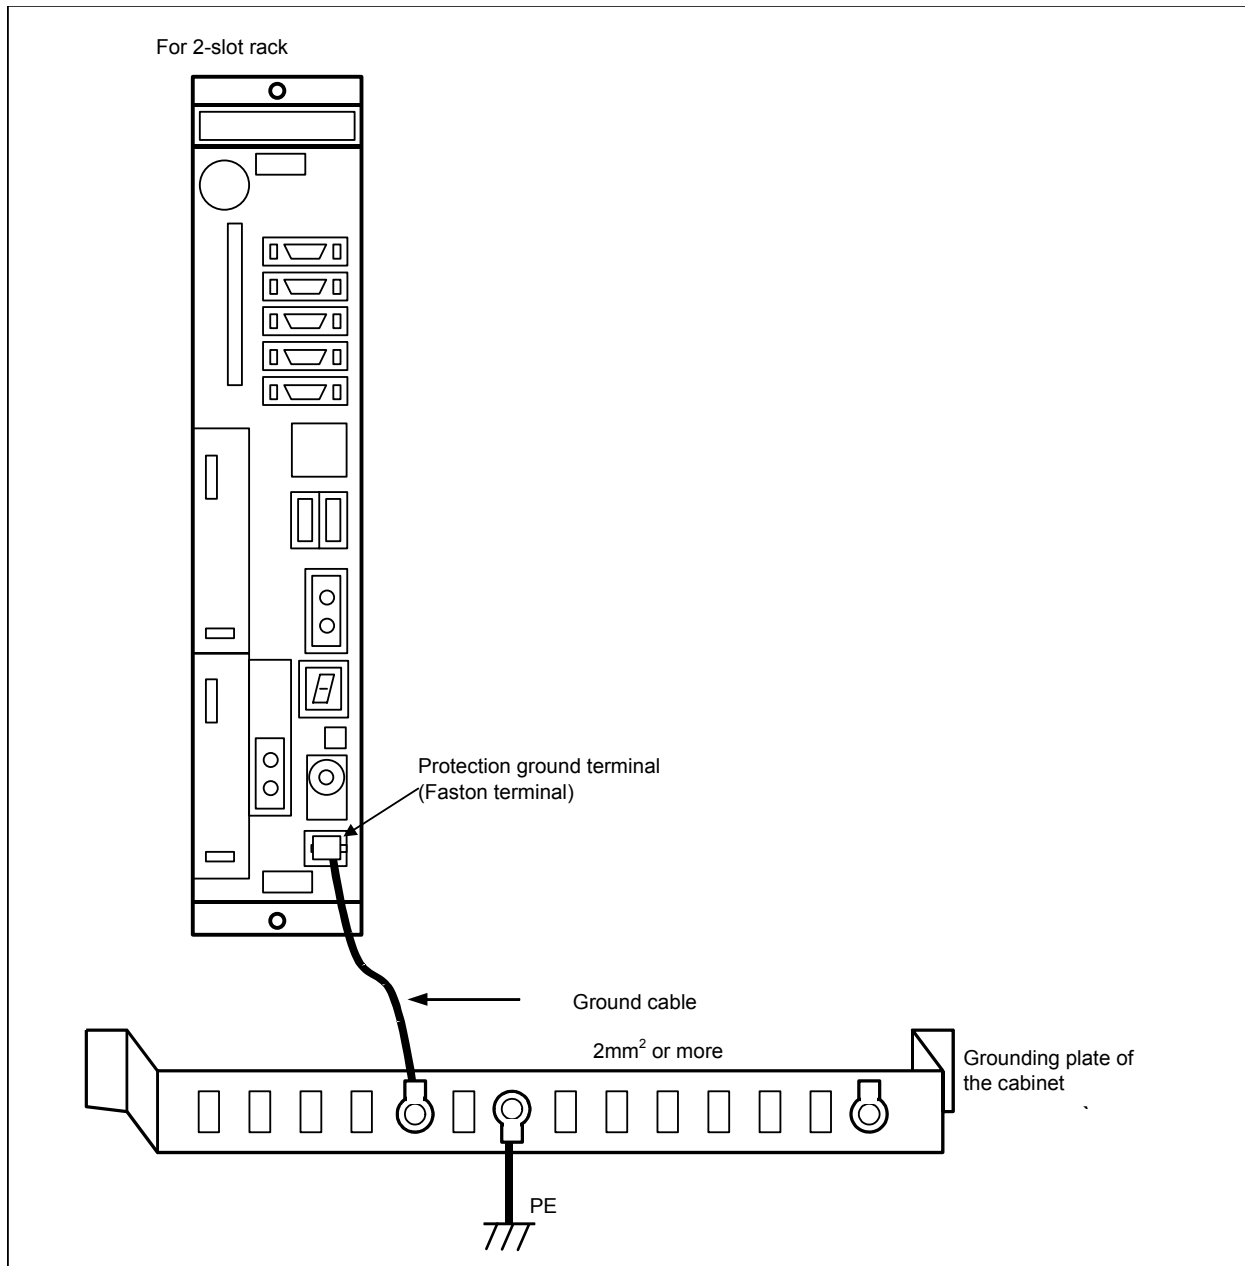 For 2-slot rack
Protection ground terminal
(Faston terminal)
Ground cable
2mm² or more
Grounding plate of
the cabinet
`
PE